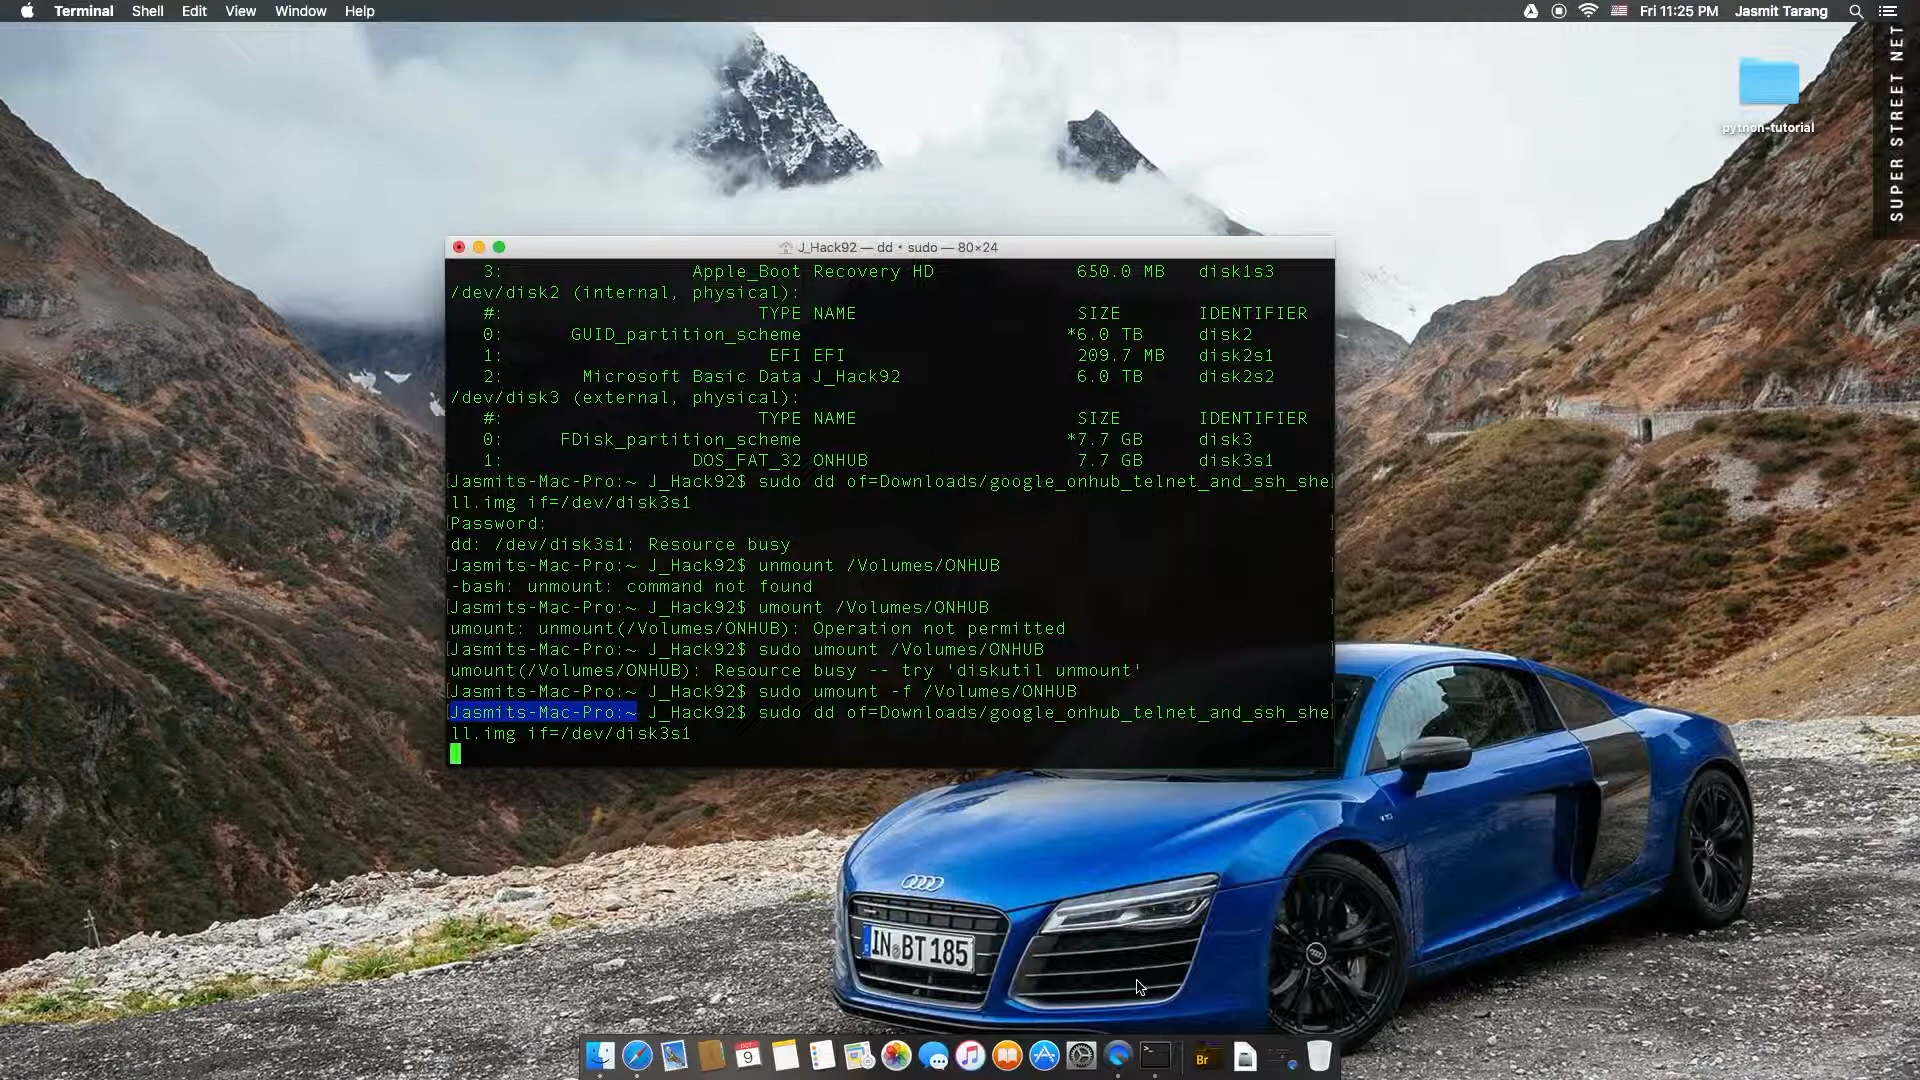 Terminal Shell Edit View Window Help
Fri 11:25 PM Jasmit Tarang
SUPER STREET NET
python-tutorial
J_Hack92 — dd • sudo — 80×24
3: Apple_Boot Recovery HD 650.0 MB disk1s3
/dev/disk2 (internal, physical):
#: TYPE NAME SIZE IDENTIFIER
0: GUID_partition_scheme *6.0 TB disk2
1: EFI EFI 209.7 MB disk2s1
2: Microsoft Basic Data J_Hack92 6.0 TB disk2s2
/dev/disk3 (external, physical):
#: TYPE NAME SIZE IDENTIFIER
0: FDisk_partition_scheme *7.7 GB disk3
1: DOS_FAT_32 ONHUB 7.7 GB disk3s1
[Jasmits-Mac-Pro:~ J_Hack92$ sudo dd of=Downloads/google_onhub_telnet_and_ssh_she]
ll.img if=/dev/disk3s1
[Password: ]
dd: /dev/disk3s1: Resource busy
[Jasmits-Mac-Pro:~ J_Hack92$ unmount /Volumes/ONHUB ]
-bash: unmount: command not found
[Jasmits-Mac-Pro:~ J_Hack92$ umount /Volumes/ONHUB ]
umount: unmount(/Volumes/ONHUB): Operation not permitted
[Jasmits-Mac-Pro:~ J_Hack92$ sudo umount /Volumes/ONHUB ]
umount(/Volumes/ONHUB): Resource busy -- try 'diskutil unmount'
[Jasmits-Mac-Pro:~ J_Hack92$ sudo umount -f /Volumes/ONHUB ]
[Jasmits-Mac-Pro:~ J_Hack92$ sudo dd of=Downloads/google_onhub_telnet_and_ssh_she]
ll.img if=/dev/disk3s1
IN BT 185
OCT
9
Br